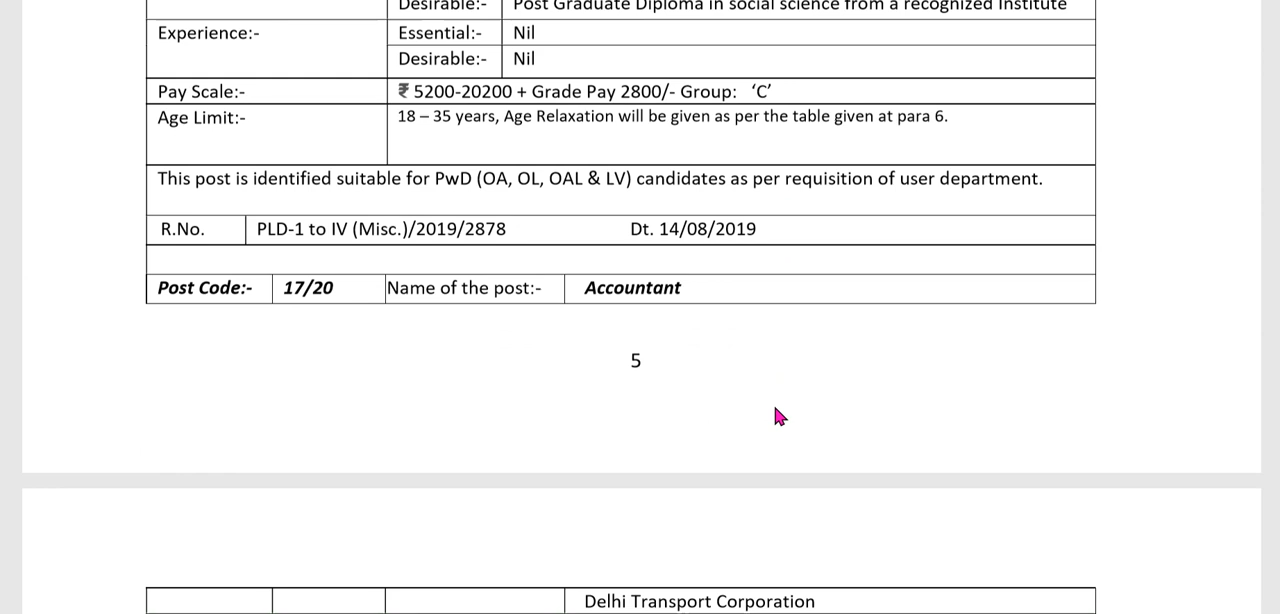 Desirable:- Post Graduate Diploma in social science from a recognized Institute
Experience:- Essential:- Nil
Desirable:- Nil
Pay Scale:- ₹ 5200-20200 + Grade Pay 2800/- Group: ‘C’
Age Limit:- 18 – 35 years, Age Relaxation will be given as per the table given at para 6.
This post is identified suitable for PwD (OA, OL, OAL & LV) candidates as per requisition of user department.
R.No. PLD-1 to IV (Misc.)/2019/2878 Dt. 14/08/2019
Post Code:- 17/20 Name of the post:- Accountant
5
Delhi Transport Corporation